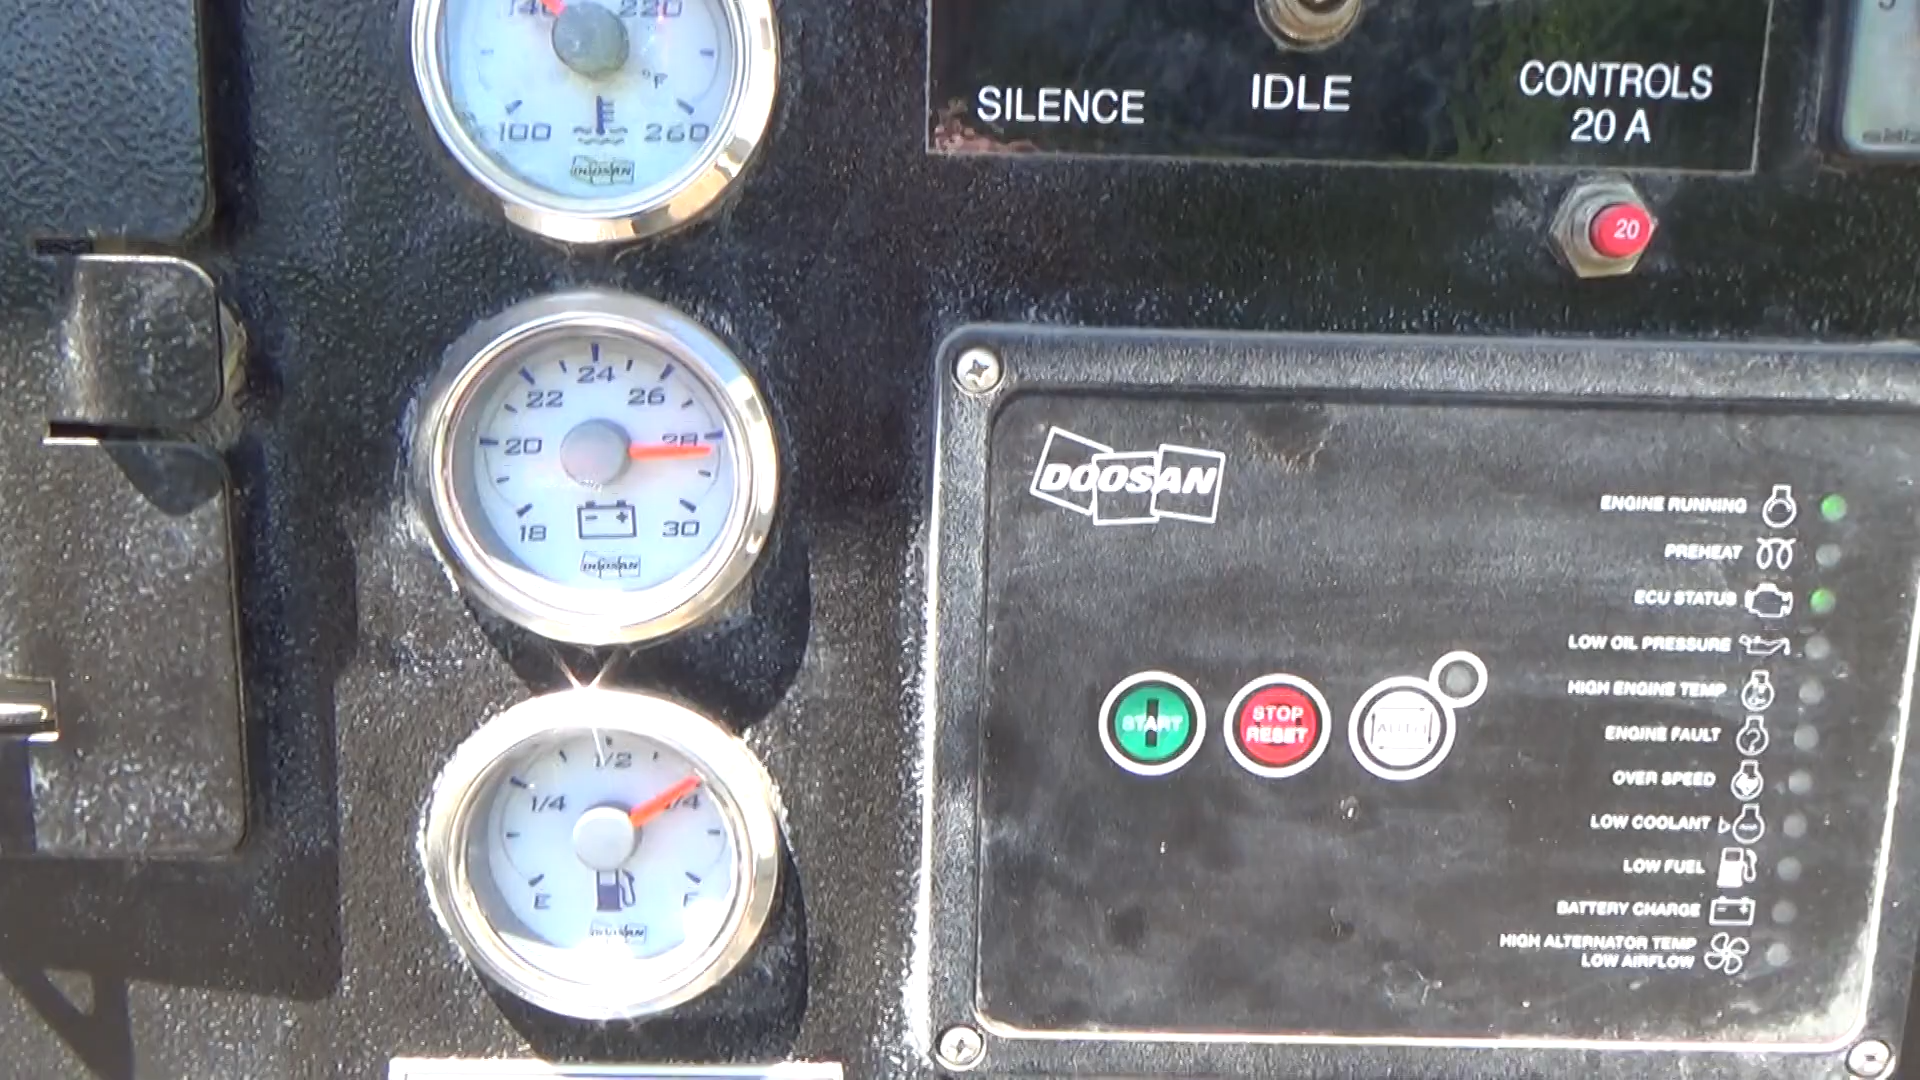 140
220
°F
100
260
DOOSAN
SILENCE
IDLE
CONTROLS
20 A
20
24
22
26
20
28
18
30
DOOSAN
1/2
1/4
3/4
E
F
DOOSAN
DOOSAN
START
STOP
RESET
AUTO
ENGINE RUNNING
PREHEAT
ECU STATUS
LOW OIL PRESSURE
HIGH ENGINE TEMP
ENGINE FAULT
OVER SPEED
LOW COOLANT
LOW FUEL
BATTERY CHARGE
HIGH ALTERNATOR TEMP
LOW AIRFLOW